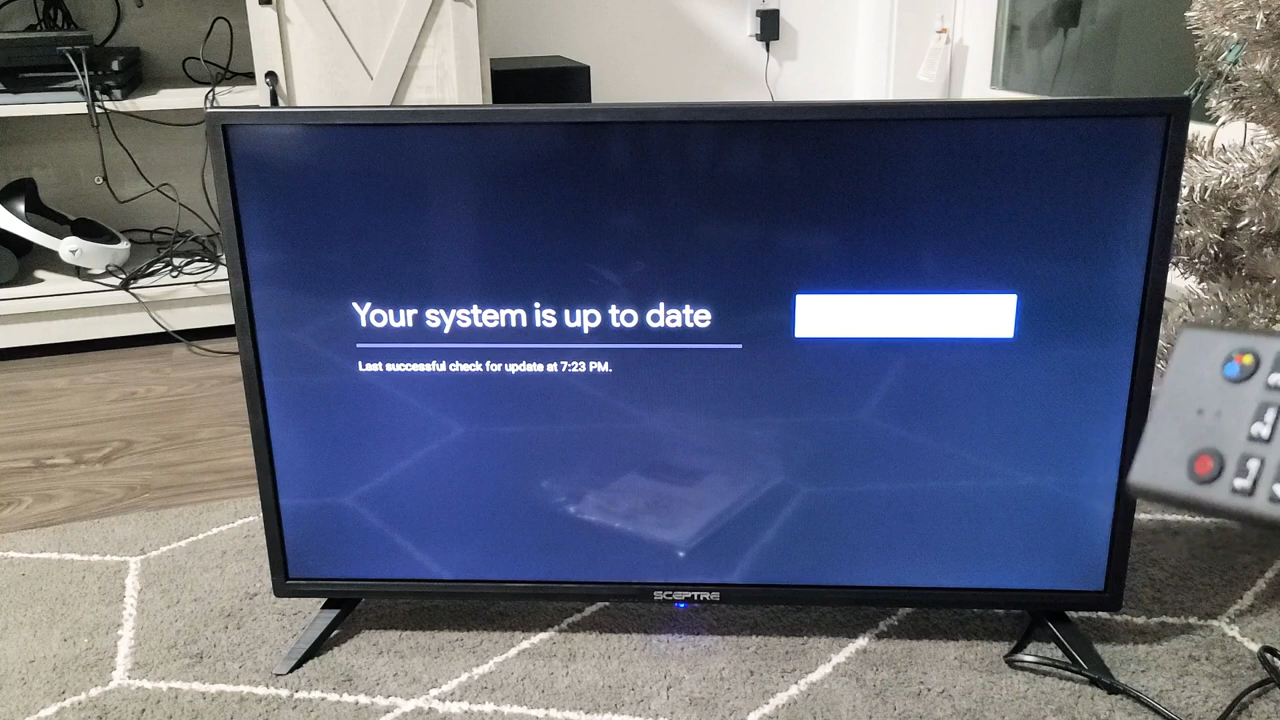 Your system is up to date
Last successful check for update at 7:23 PM.
SCEPTRE